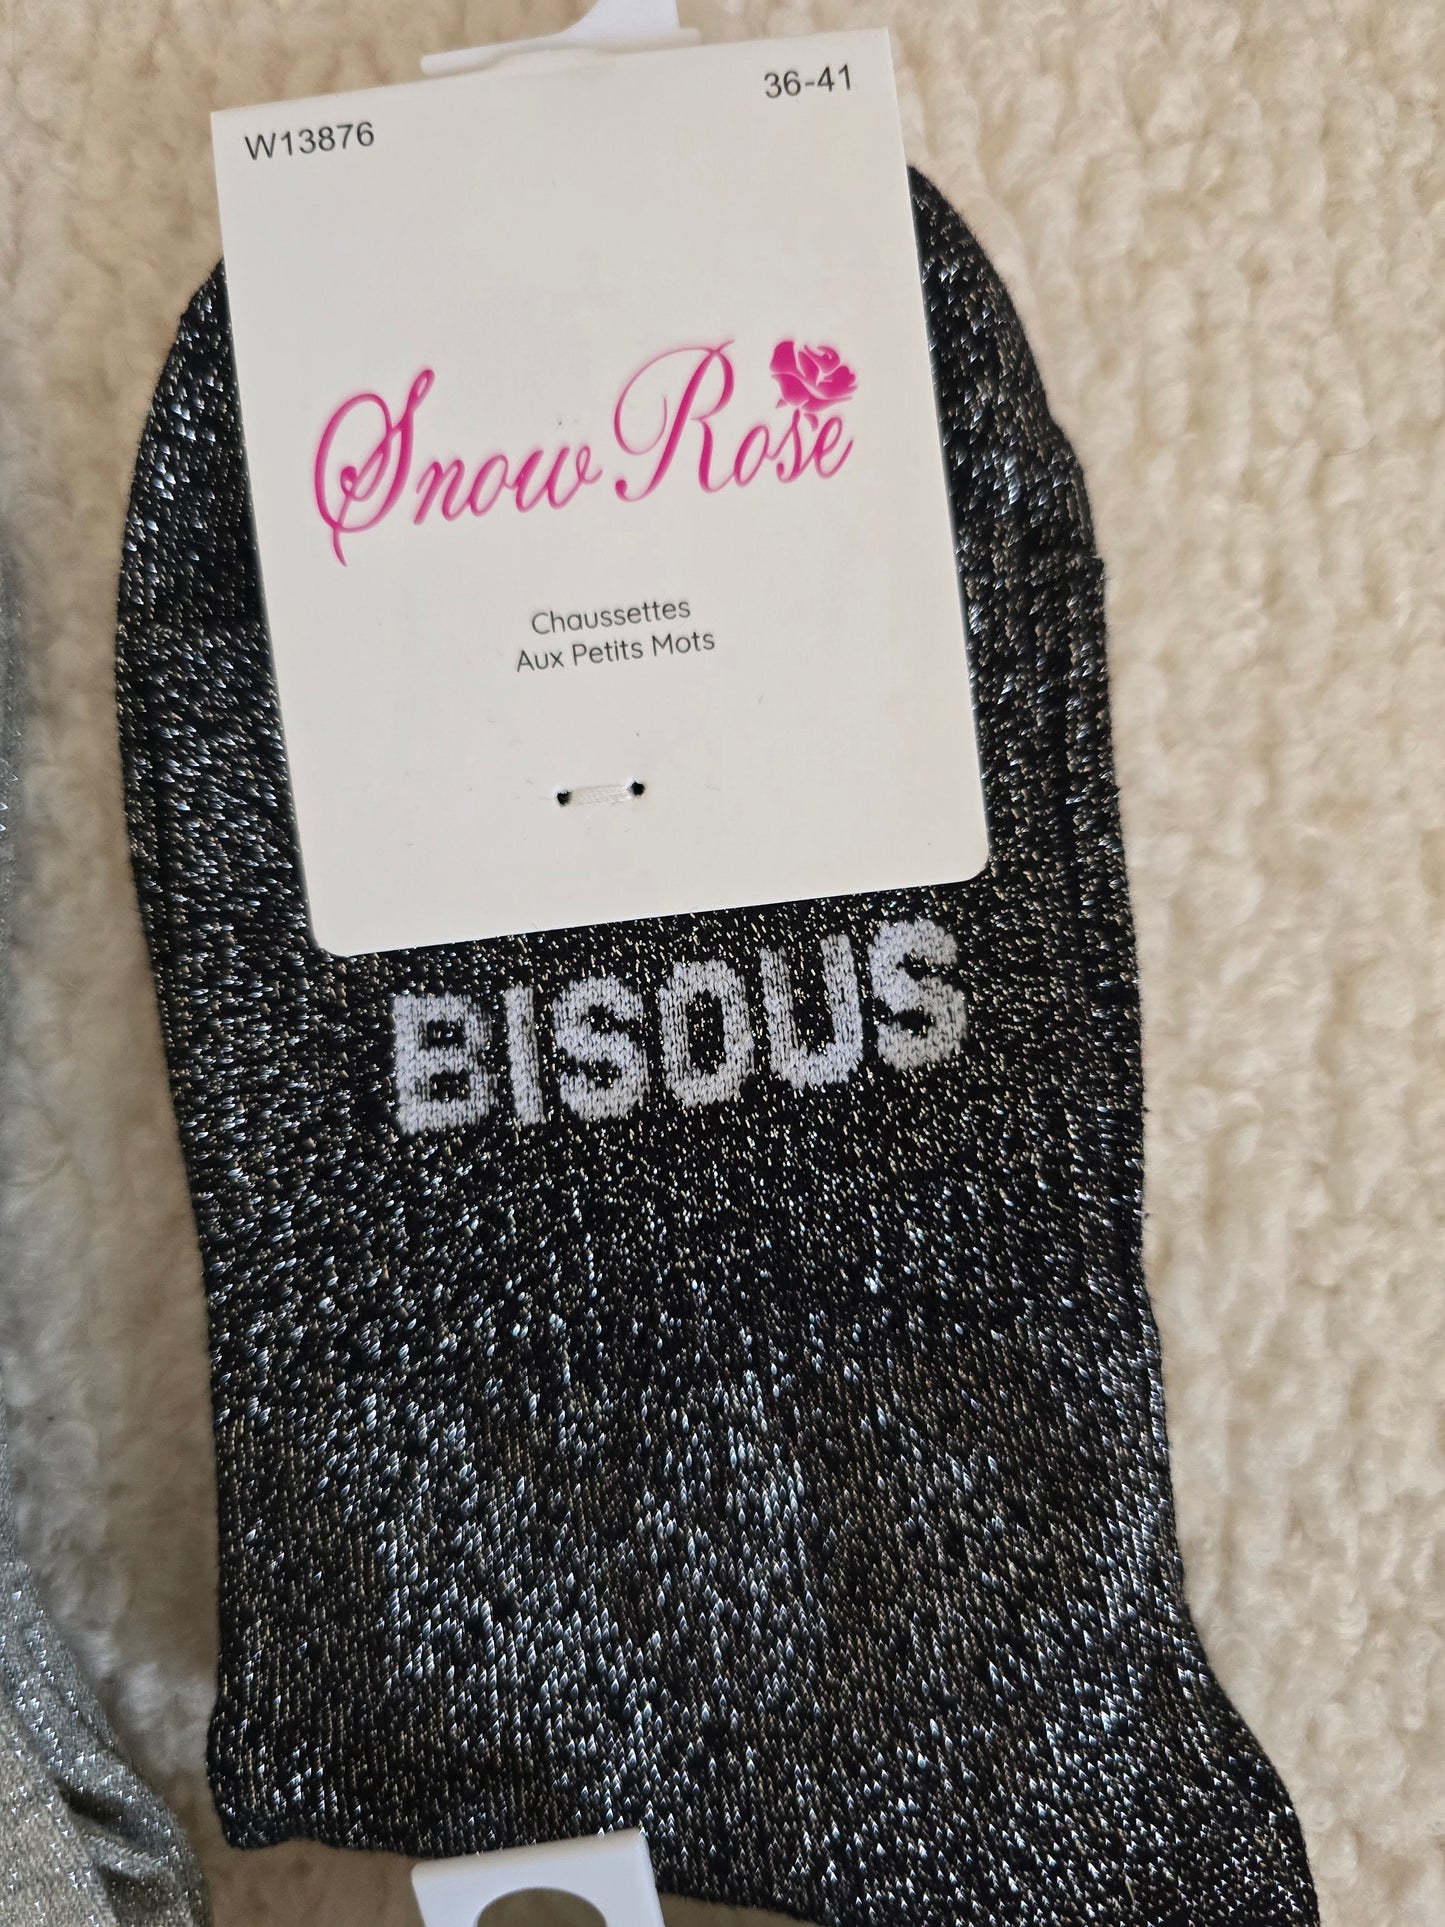 W13876 36-41
Snow Rose
Chaussettes
Aux Petits Mots
BISOUS